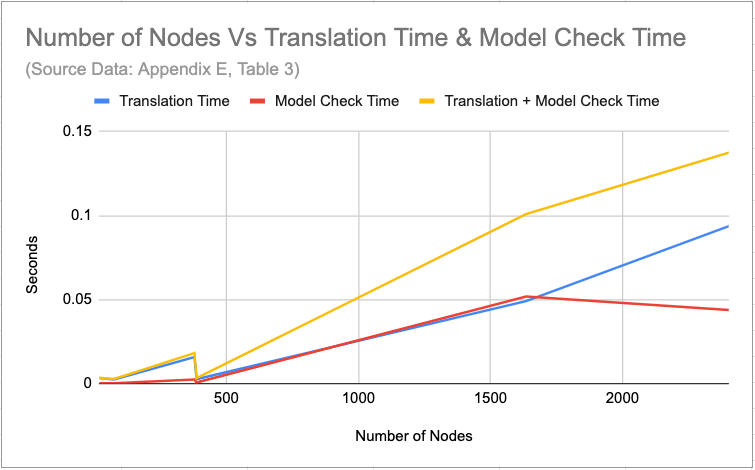 Number of Nodes Vs Translation Time & Model Check Time
(Source Data: Appendix E, Table 3)
Translation Time Model Check Time Translation + Model Check Time
0.15
0.1
0.05
0
Seconds
500 1000 1500 2000
Number of Nodes